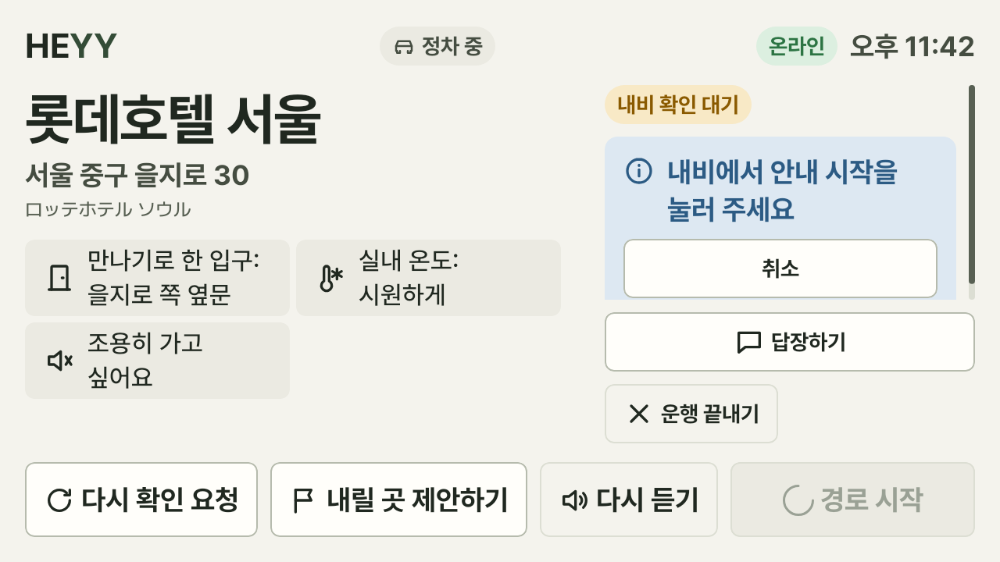 HEYY
정차 중
온라인
오후 11:42
롯데호텔 서울
서울 중구 을지로 30
ロッテホテル ソウル
만나기로 한 입구:
을지로 쪽 옆문
실내 온도:
시원하게
조용히 가고
싶어요
내비 확인 대기
내비에서 안내 시작을
눌러 주세요
취소
답장하기
운행 끝내기
다시 확인 요청
내릴 곳 제안하기
다시 듣기
경로 시작